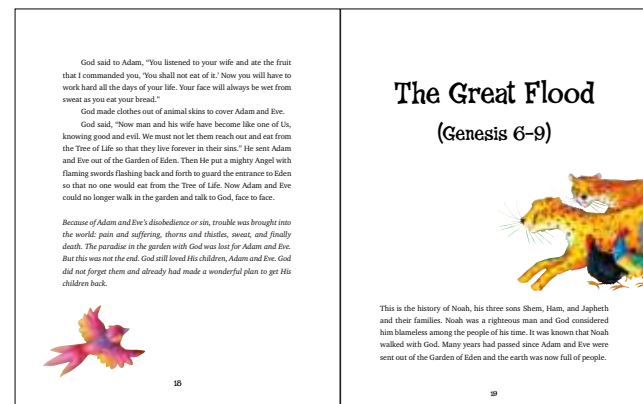 God said to Adam, “You listened to your wife and ate the fruit
that I commanded you, ‘You shall not eat of it.’ Now you will have to
work hard all the days of your life. Your face will always be wet from
sweat as you eat your bread.”
God made clothes out of animal skins to cover Adam and Eve.
God said, “Now man and his wife have become like one of Us,
knowing good and evil. We must not let them reach out and eat from
the Tree of Life so that they live forever in their sins.” He sent Adam
and Eve out of the Garden of Eden. Then He put a mighty Angel with
flaming swords flashing back and forth to guard the entrance to Eden
so that no one would eat from the Tree of Life. Now Adam and Eve
could no longer walk in the garden and talk to God, face to face.
Because of Adam and Eve’s disobedience or sin, trouble was brought into
the world: pain and suffering, thorns and thistles, sweat, and finally
death. The paradise in the garden with God was lost for Adam and Eve.
But this was not the end. God still loved His children, Adam and Eve. God
did not forget them and already had made a wonderful plan to get His
children back.
18
The Great Flood
(Genesis 6–9)
This is the history of Noah, his three sons Shem, Ham, and Japheth
and their families. Noah was a righteous man and God considered
him blameless among the people of his time. It was known that Noah
walked with God. Many years had passed since Adam and Eve were
sent out of the Garden of Eden and the earth was now full of people.
19